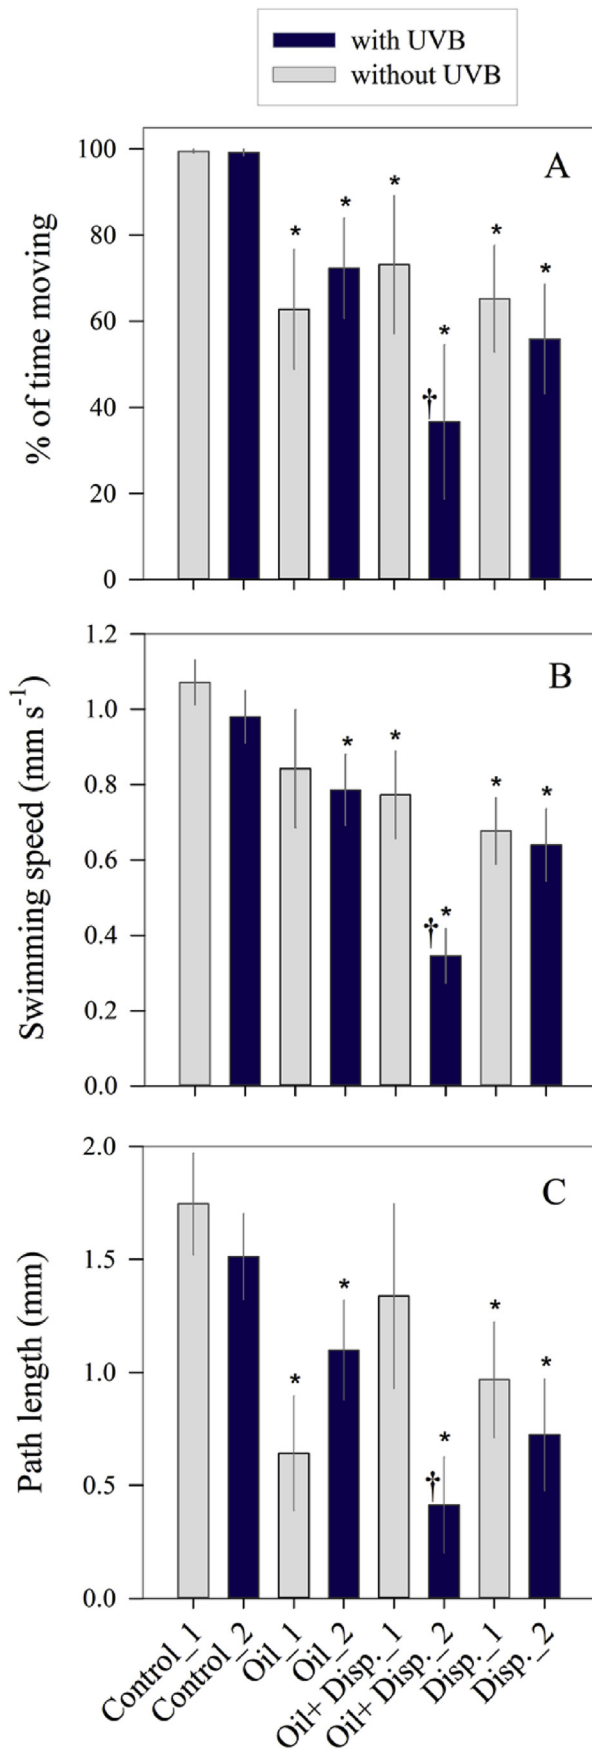 with UVB
without UVB
A
% of time moving
100
80
60
40
20
0
* * * * * * †
B
Swimming speed (mm s-1)
1.2
1.0
0.8
0.6
0.4
0.2
0.0
* * * * * †
C
Path length (mm)
2.0
1.5
1.0
0.5
0.0
* * * * * †
Control_1
Control_2
Oil_1
Oil_2
Oil+ Disp._1
Oil+ Disp._2
Disp._1
Disp._2